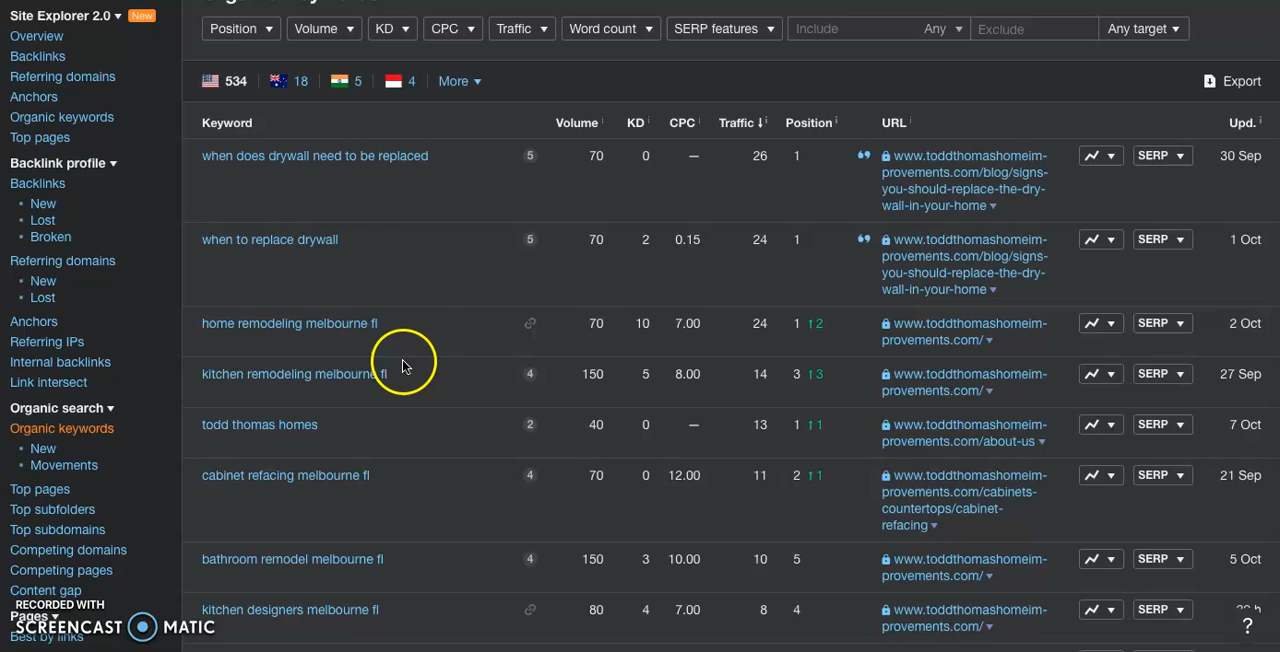 Site Explorer 2.0 New
Overview
Backlinks
Referring domains
Anchors
Organic keywords
Top pages
Backlink profile
Backlinks
New
Lost
Broken
Referring domains
New
Lost
Anchors
Referring IPs
Internal backlinks
Link intersect
Organic search
Organic keywords
New
Movements
Top pages
Top subfolders
Top subdomains
Competing domains
Competing pages
Content gap
Pages
Best by links
RECORDED WITH
SCREENCAST MATIC
Position Volume KD CPC Traffic Word count SERP features Include Any Exclude Any target
534 18 5 4 More Export
Keyword Volume KD CPC Traffic Position URL Upd.
when does drywall need to be replaced 5 70 0 — 26 1 www.toddthomashomeim- SERP 30 Sep
provements.com/blog/signs-
you-should-replace-the-dry-
wall-in-your-home
when to replace drywall 5 70 2 0.15 24 1 www.toddthomashomeim- SERP 1 Oct
provements.com/blog/signs-
you-should-replace-the-dry-
wall-in-your-home
home remodeling melbourne fl 70 10 7.00 24 1 ↑2 www.toddthomashomeim- SERP 2 Oct
provements.com/
kitchen remodeling melbourne fl 4 150 5 8.00 14 3 ↑3 www.toddthomashomeim- SERP 27 Sep
provements.com/
todd thomas homes 2 40 0 — 13 1 ↑1 www.toddthomashomeim- SERP 7 Oct
provements.com/about-us
cabinet refacing melbourne fl 4 70 0 12.00 11 2 ↑1 www.toddthomashomeim- SERP 21 Sep
provements.com/cabinets-
countertops/cabinet-
refacing
bathroom remodel melbourne fl 4 150 3 10.00 10 5 www.toddthomashomeim- SERP 5 Oct
provements.com/
kitchen designers melbourne fl 80 4 7.00 8 4 www.toddthomashomeim- SERP
provements.com/
?